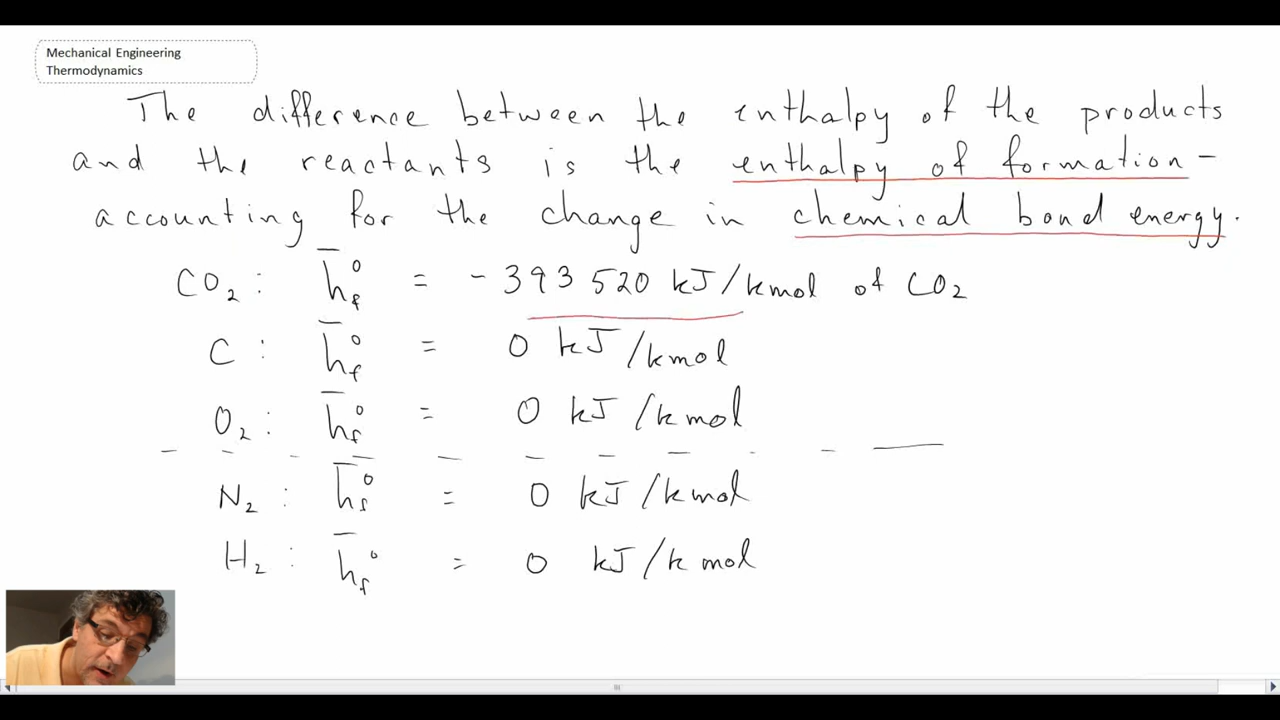 Mechanical Engineering
Thermodynamics
The difference between the enthalpy of the products
and the reactants is the enthalpy of formation -
accounting for the change in chemical bond energy.
CO₂ : h̄f° = - 393 520 kJ/kmol of CO₂
C : h̄f° = 0 kJ/kmol
O₂ : h̄f° = 0 kJ/kmol
N₂ : h̄f° = 0 kJ/kmol
H₂ : h̄f° = 0 kJ/kmol